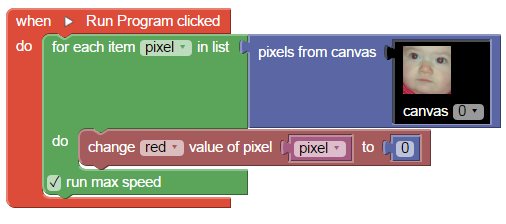 when Run Program clicked
do for each item pixel in list pixels from canvas
canvas 0
do change red value of pixel pixel to 0
run max speed